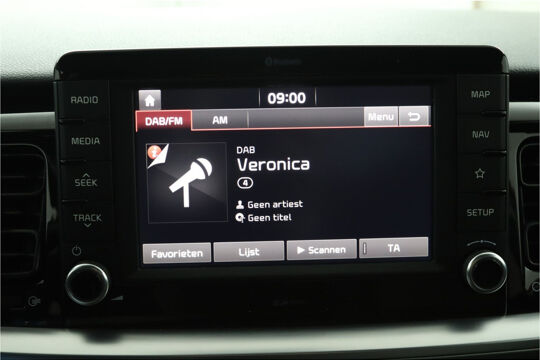 Bluetooth
RADIO
MEDIA
SEEK
TRACK
09:00
DAB/FM
AM
Menu
DAB
Veronica
4
Geen artiest
Geen titel
Favorieten
Lijst
Scannen
TA
MAP
NAV
SETUP